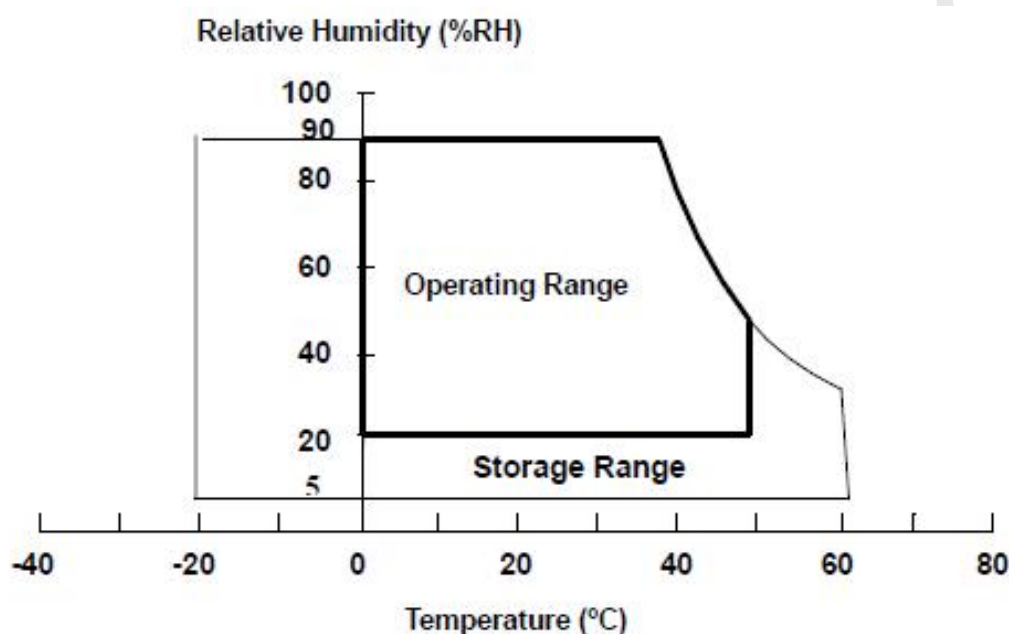 Relative Humidity (%RH)
100
90
80
60
Operating Range
40
20
Storage Range
5
-40 -20 0 20 40 60 80
Temperature (ºC)